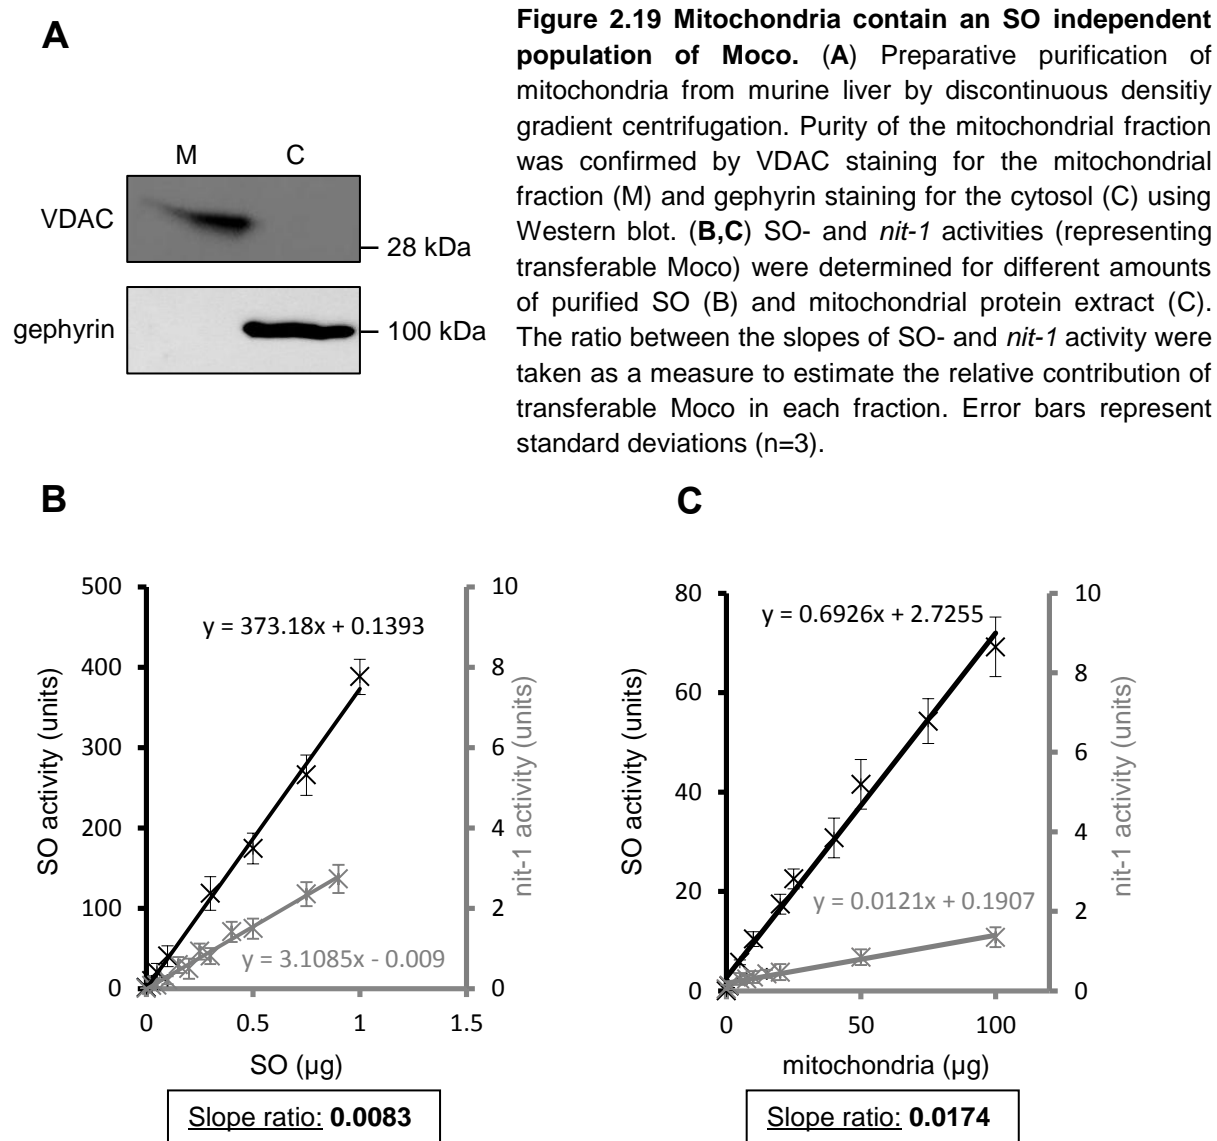 A
Figure 2.19 Mitochondria contain an SO independent
population of Moco. (A) Preparative purification of
mitochondria from murine liver by discontinuous densitiy
gradient centrifugation. Purity of the mitochondrial fraction
was confirmed by VDAC staining for the mitochondrial
fraction (M) and gephyrin staining for the cytosol (C) using
Western blot. (B,C) SO- and nit-1 activities (representing
transferable Moco) were determined for different amounts
of purified SO (B) and mitochondrial protein extract (C).
The ratio between the slopes of SO- and nit-1 activity were
taken as a measure to estimate the relative contribution of
transferable Moco in each fraction. Error bars represent
standard deviations (n=3).
M C
VDAC
28 kDa
gephyrin
100 kDa
B
500
400
300
200
100
0
SO activity (units)
y = 373.18x + 0.1393
y = 3.1085x - 0.009
10
8
6
4
2
0
nit-1 activity (units)
0 0.5 1 1.5
SO (µg)
Slope ratio: 0.0083
C
80
60
40
20
0
SO activity (units)
y = 0.6926x + 2.7255
y = 0.0121x + 0.1907
10
8
6
4
2
0
nit-1 activity (units)
0 50 100
mitochondria (µg)
Slope ratio: 0.0174